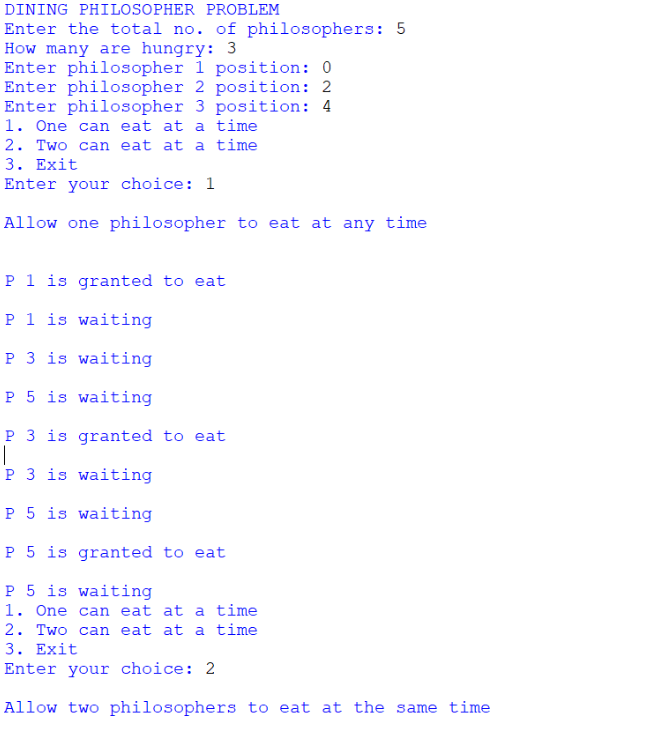 DINING PHILOSOPHER PROBLEM
Enter the total no. of philosophers: 5
How many are hungry: 3
Enter philosopher 1 position: 0
Enter philosopher 2 position: 2
Enter philosopher 3 position: 4
1. One can eat at a time
2. Two can eat at a time
3. Exit
Enter your choice: 1
Allow one philosopher to eat at any time
P 1 is granted to eat
P 1 is waiting
P 3 is waiting
P 5 is waiting
P 3 is granted to eat
P 3 is waiting
P 5 is waiting
P 5 is granted to eat
P 5 is waiting
1. One can eat at a time
2. Two can eat at a time
3. Exit
Enter your choice: 2
Allow two philosophers to eat at the same time